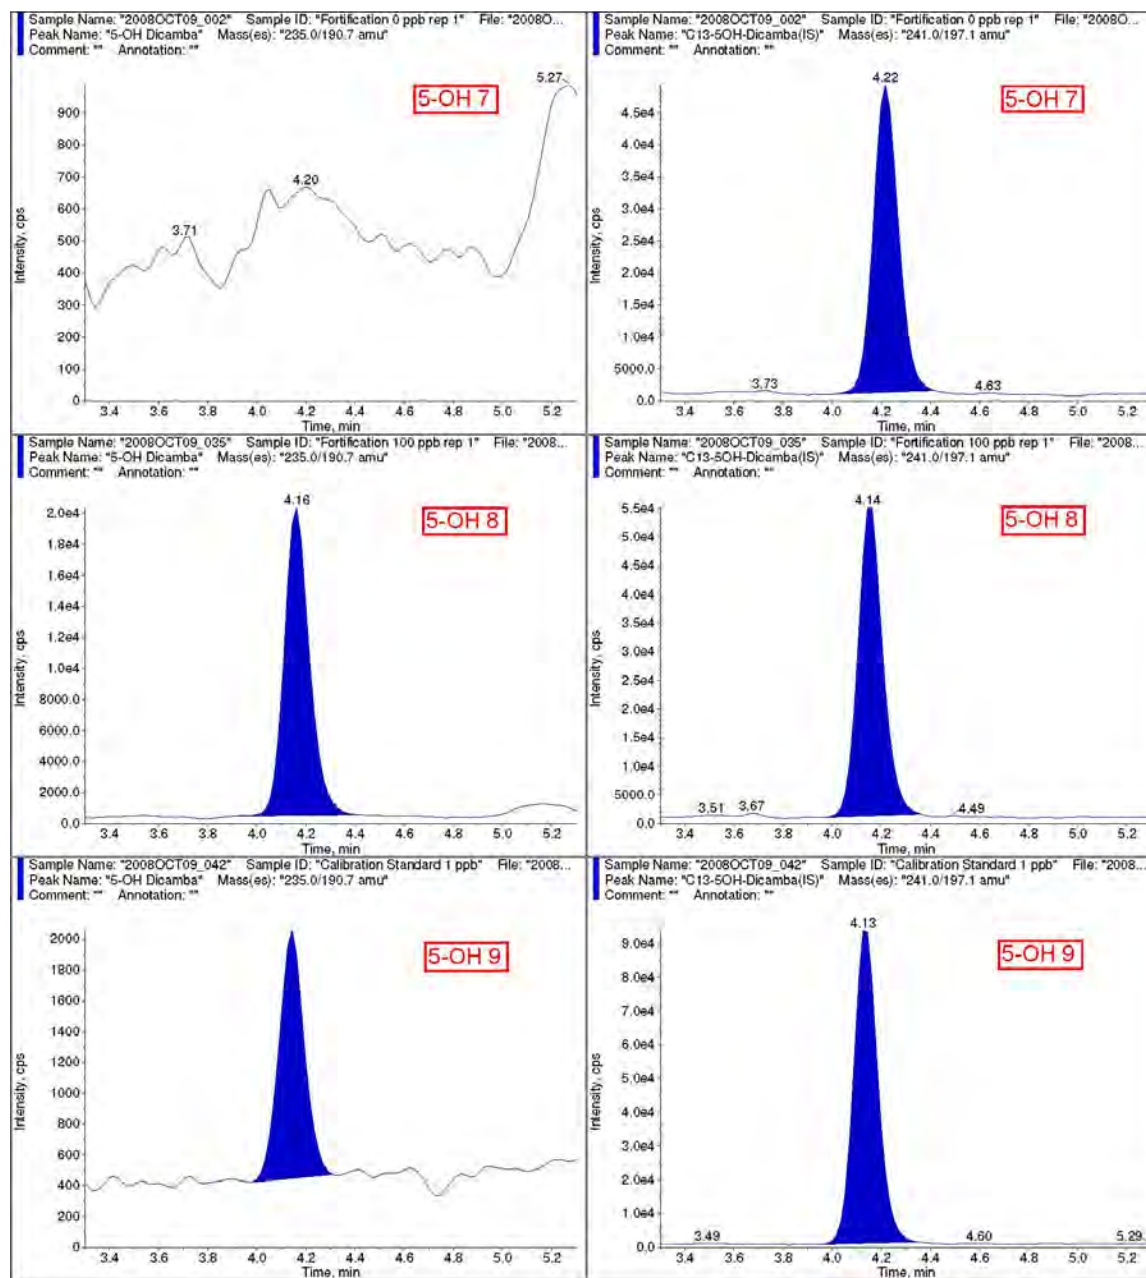 Sample Name: "2008OCT09_002" Sample ID: "Fortification 0 ppb rep 1" File: "2008O...
Peak Name: "5-OH Dicamba" Mass(es): "235.0/190.7 amu"
Comment: "" Annotation: ""
5.27
5-OH 7
900
800
700
4.20
600
3.71
500
400
300
200
100
0
Intensity, cps
3.4 3.6 3.8 4.0 4.2 4.4 4.6 4.8 5.0 5.2
Time, min
Sample Name: "2008OCT09_002" Sample ID: "Fortification 0 ppb rep 1" File: "2008O...
Peak Name: "C13-5OH-Dicamba(IS)" Mass(es): "241.0/197.1 amu"
Comment: "" Annotation: ""
4.22
5-OH 7
4.5e4
4.0e4
3.5e4
3.0e4
2.5e4
2.0e4
1.5e4
1.0e4
5000.0
3.73 4.63
0.0
Intensity, cps
3.4 3.6 3.8 4.0 4.2 4.4 4.6 4.8 5.0 5.2
Time, min
Sample Name: "2008OCT09_035" Sample ID: "Fortification 100 ppb rep 1" File: "2008...
Peak Name: "5-OH Dicamba" Mass(es): "235.0/190.7 amu"
Comment: "" Annotation: ""
4.16
5-OH 8
2.0e4
1.8e4
1.6e4
1.4e4
1.2e4
1.0e4
8000.0
6000.0
4000.0
2000.0
0.0
Intensity, cps
3.4 3.6 3.8 4.0 4.2 4.4 4.6 4.8 5.0 5.2
Time, min
Sample Name: "2008OCT09_035" Sample ID: "Fortification 100 ppb rep 1" File: "2008...
Peak Name: "C13-5OH-Dicamba(IS)" Mass(es): "241.0/197.1 amu"
Comment: "" Annotation: ""
4.14
5-OH 8
5.5e4
5.0e4
4.5e4
4.0e4
3.5e4
3.0e4
2.5e4
2.0e4
1.5e4
1.0e4
5000.0
3.51 3.67 4.49
0.0
Intensity, cps
3.4 3.6 3.8 4.0 4.2 4.4 4.6 4.8 5.0 5.2
Time, min
Sample Name: "2008OCT09_042" Sample ID: "Calibration Standard 1 ppb" File: "2008...
Peak Name: "5-OH Dicamba" Mass(es): "235.0/190.7 amu"
Comment: "" Annotation: ""
5-OH 9
2000
1800
1600
1400
1200
1000
800
600
400
200
0
Intensity, cps
3.4 3.6 3.8 4.0 4.2 4.4 4.6 4.8 5.0 5.2
Time, min
Sample Name: "2008OCT09_042" Sample ID: "Calibration Standard 1 ppb" File: "2008...
Peak Name: "C13-5OH-Dicamba(IS)" Mass(es): "241.0/197.1 amu"
Comment: "" Annotation: ""
4.13
5-OH 9
9.0e4
8.0e4
7.0e4
6.0e4
5.0e4
4.0e4
3.0e4
2.0e4
1.0e4
3.49 4.60 5.29
0.0
Intensity, cps
3.4 3.6 3.8 4.0 4.2 4.4 4.6 4.8 5.0 5.2
Time, min